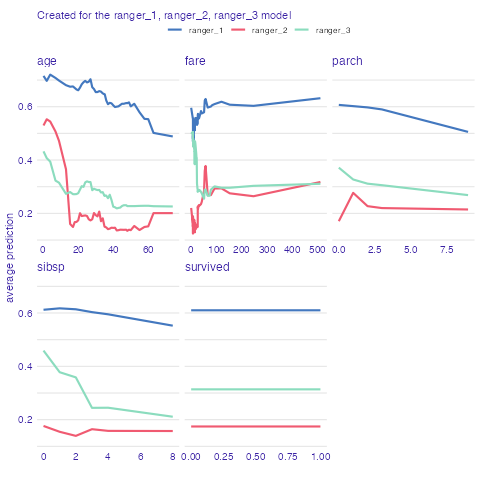 Created for the ranger_1, ranger_2, ranger_3 model
ranger_1 ranger_2 ranger_3
age fare parch
0.6
0.4
0.2
0 20 40 60 0 100 200 300 400 500 0.0 2.5 5.0 7.5
average prediction
sibsp survived
0.6
0.4
0.2
0 2 4 6 8 0.00 0.25 0.50 0.75 1.00